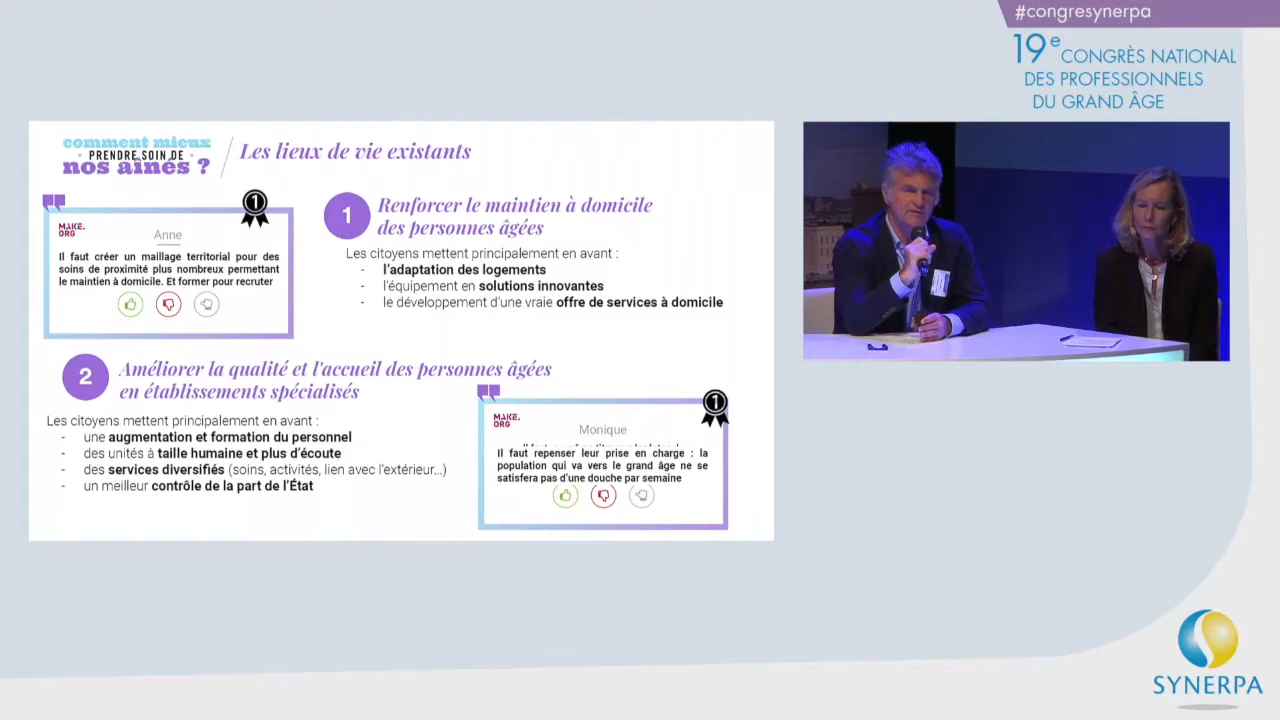 #congresynerpa
19e CONGRÈS NATIONAL
DES PROFESSIONNELS
DU GRAND ÂGE
comment mieux
PRENDRE SOIN DE
nos aînés ?
Les lieux de vie existants
1
MAKE.
ORG
Anne
Il faut créer un maillage territorial pour des
soins de proximité plus nombreux permettant
le maintien à domicile. Et former pour recruter
1
Renforcer le maintien à domicile
des personnes âgées
Les citoyens mettent principalement en avant :
- l'adaptation des logements
- l'équipement en solutions innovantes
- le développement d'une vraie offre de services à domicile
2
Améliorer la qualité et l'accueil des personnes âgées
en établissements spécialisés
Les citoyens mettent principalement en avant :
- une augmentation et formation du personnel
- des unités à taille humaine et plus d'écoute
- des services diversifiés (soins, activités, lien avec l'extérieur...)
- un meilleur contrôle de la part de l'État
1
MAKE.
ORG
Monique
Il faut repenser leur prise en charge : la
population qui va vers le grand âge ne se
satisfera pas d'une douche par semaine
SYNERPA